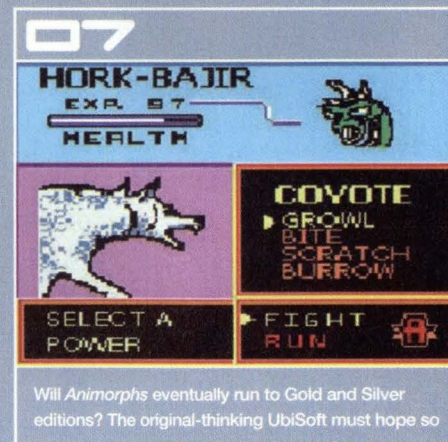 07
HORK-BAJIR
EXP. 97
HEALTH
COYOTE
GROWL
BITE
SCRATCH
BURROW
SELECT A
POWER
FIGHT
RUN
A
Will Animorphs eventually run to Gold and Silver
editions? The original-thinking UbiSoft must hope so